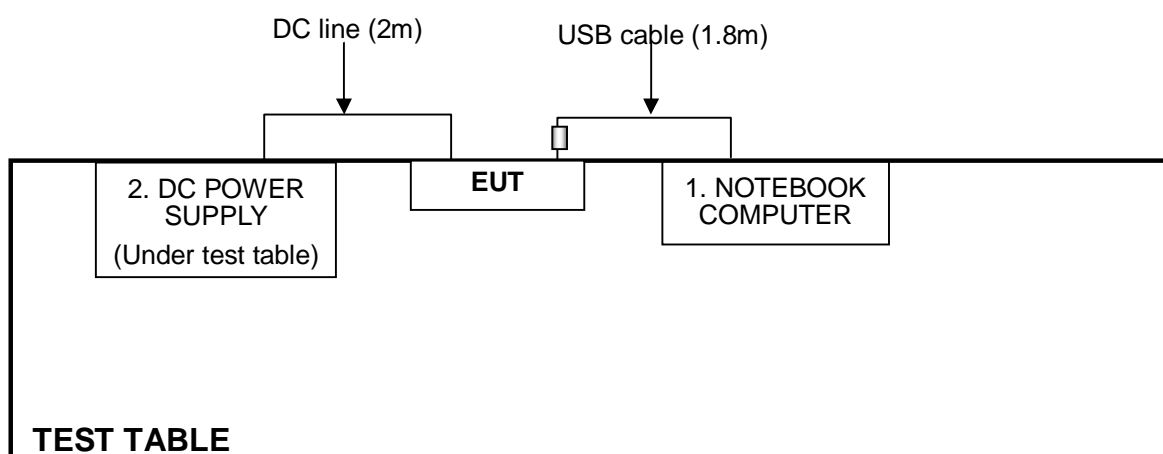 DC line (2m)
USB cable (1.8m)
2. DC POWER
SUPPLY
(Under test table)
EUT
1. NOTEBOOK
COMPUTER
TEST TABLE